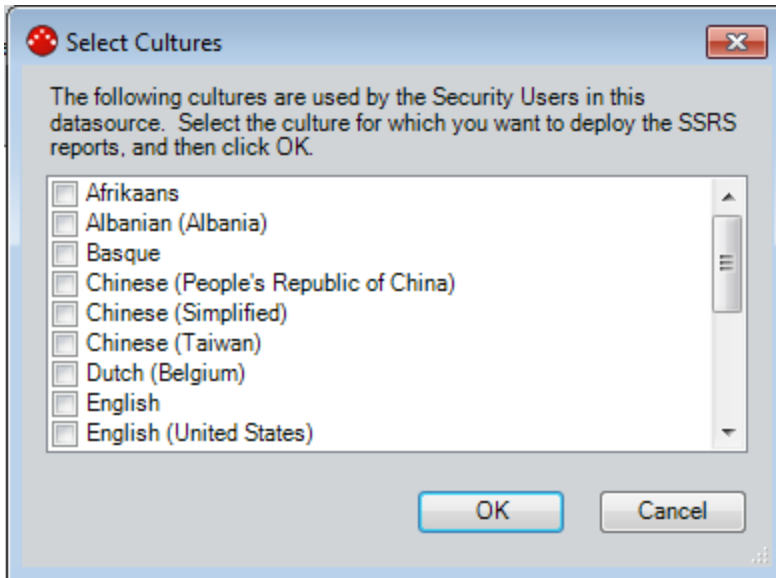 Select Cultures
The following cultures are used by the Security Users in this
datasource.  Select the culture for which you want to deploy the SSRS
reports, and then click OK.
Afrikaans
Albanian (Albania)
Basque
Chinese (People's Republic of China)
Chinese (Simplified)
Chinese (Taiwan)
Dutch (Belgium)
English
English (United States)
OK
Cancel